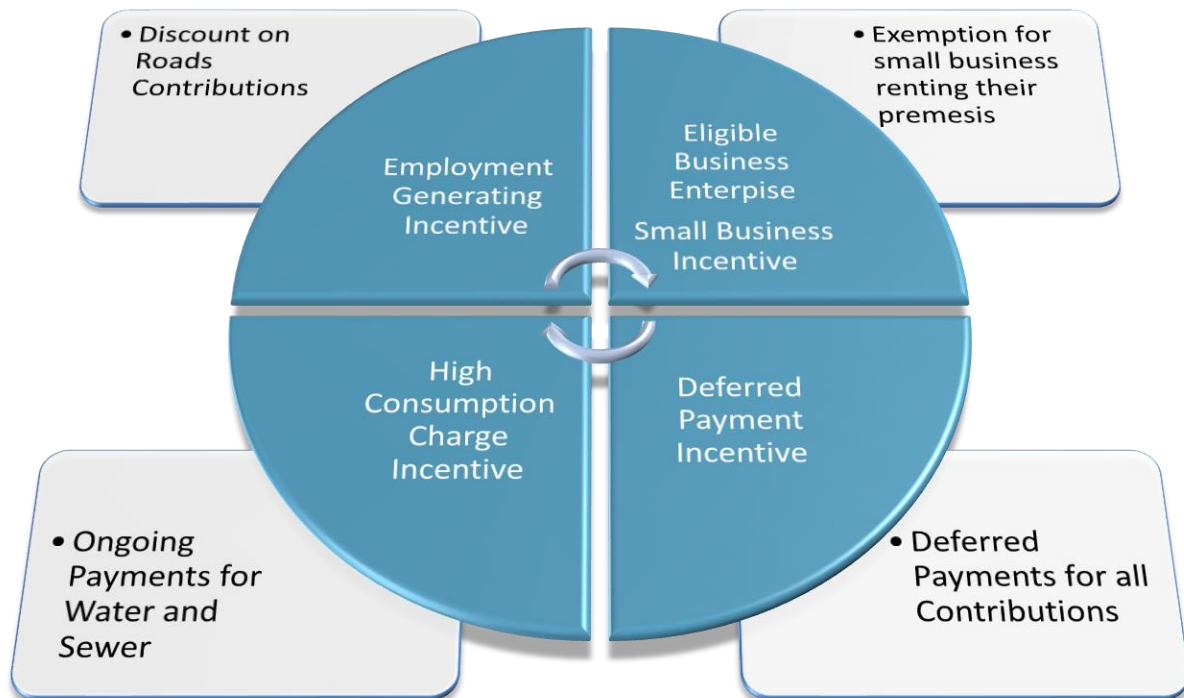 • Discount on
Roads
Contributions
• Exemption for
small business
renting their
premesis
Employment
Generating
Incentive
Eligible
Business
Enterpise
Small Business
Incentive
High
Consumption
Charge
Incentive
Deferred
Payment
Incentive
• Ongoing
Payments for
Water and
Sewer
• Deferred
Payments for all
Contributions